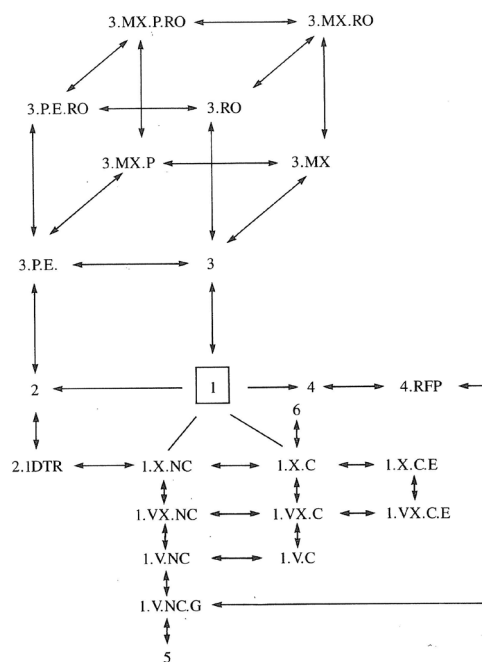 3.MX.P.RO 3.MX.RO
3.P.E.RO 3.RO
3.MX.P 3.MX
3.P.E. 3
2 1 4 4.RFP
6
2.1DTR 1.X.NC 1.X.C 1.X.C.E
1.VX.NC 1.VX.C 1.VX.C.E
1.V.NC 1.V.C
1.V.NC.G
5